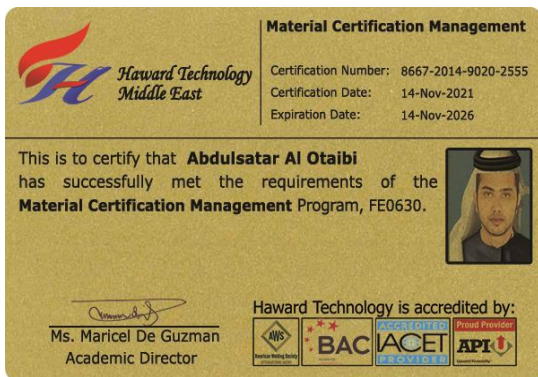 Haward Technology
Middle East
Material Certification Management
Certification Number: 8667-2014-9020-2555
Certification Date: 14-Nov-2021
Expiration Date: 14-Nov-2026
This is to certify that Abdulsatar Al Otaibi
has successfully met the requirements of the
Material Certification Management Program, FE0630.
Ms. Maricel De Guzman
Academic Director
Haward Technology is accredited by:
AWS
American Welding Society
BAC
ACCREDITED
IACET
PROVIDER
Proud Provider
API